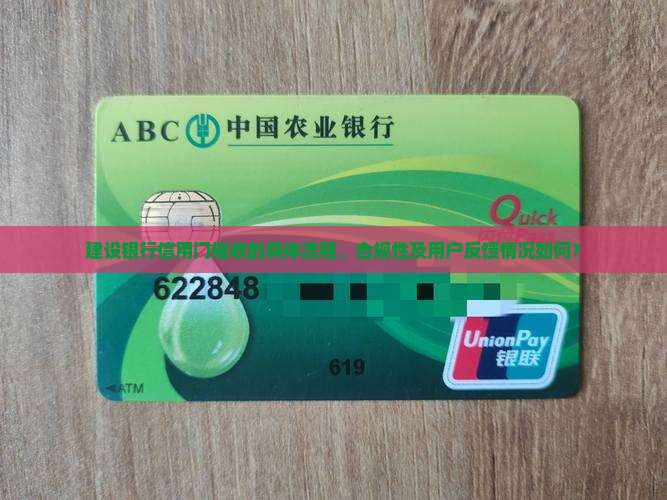 ABC 中国农业银行
Quick
建设银行信用门催收的具体流程、合规性及用户反馈情况如何?
622848
619
UnionPay
银联
◄ATM